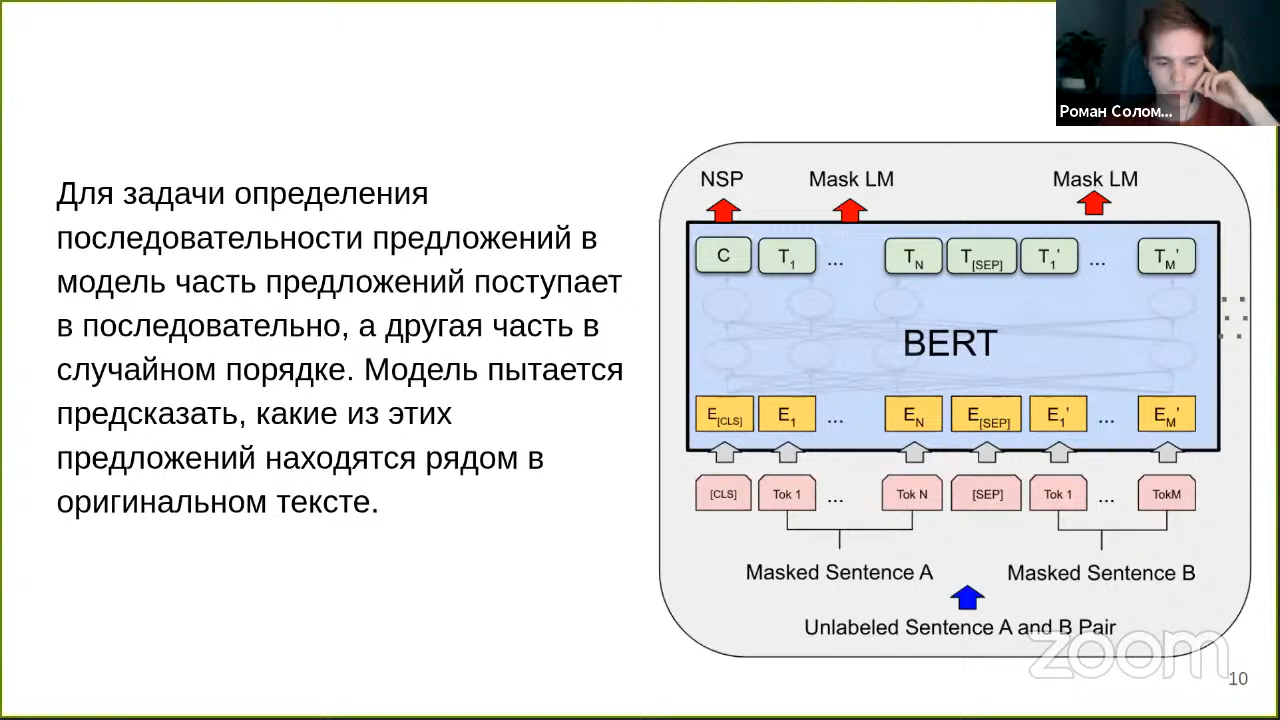 Роман Солом...
Для задачи определения
последовательности предложений в
модель часть предложений поступает
в последовательно, а другая часть в
случайном порядке. Модель пытается
предсказать, какие из этих
предложений находятся рядом в
оригинальном тексте.
NSP Mask LM Mask LM
C T1 ... TN T[SEP] T1' ... TM'
BERT
E[CLS] E1 ... EN E[SEP] E1' ... EM'
[CLS] Tok 1 ... Tok N [SEP] Tok 1 ... TokM
Masked Sentence A Masked Sentence B
Unlabeled Sentence A and B Pair
zoom
10